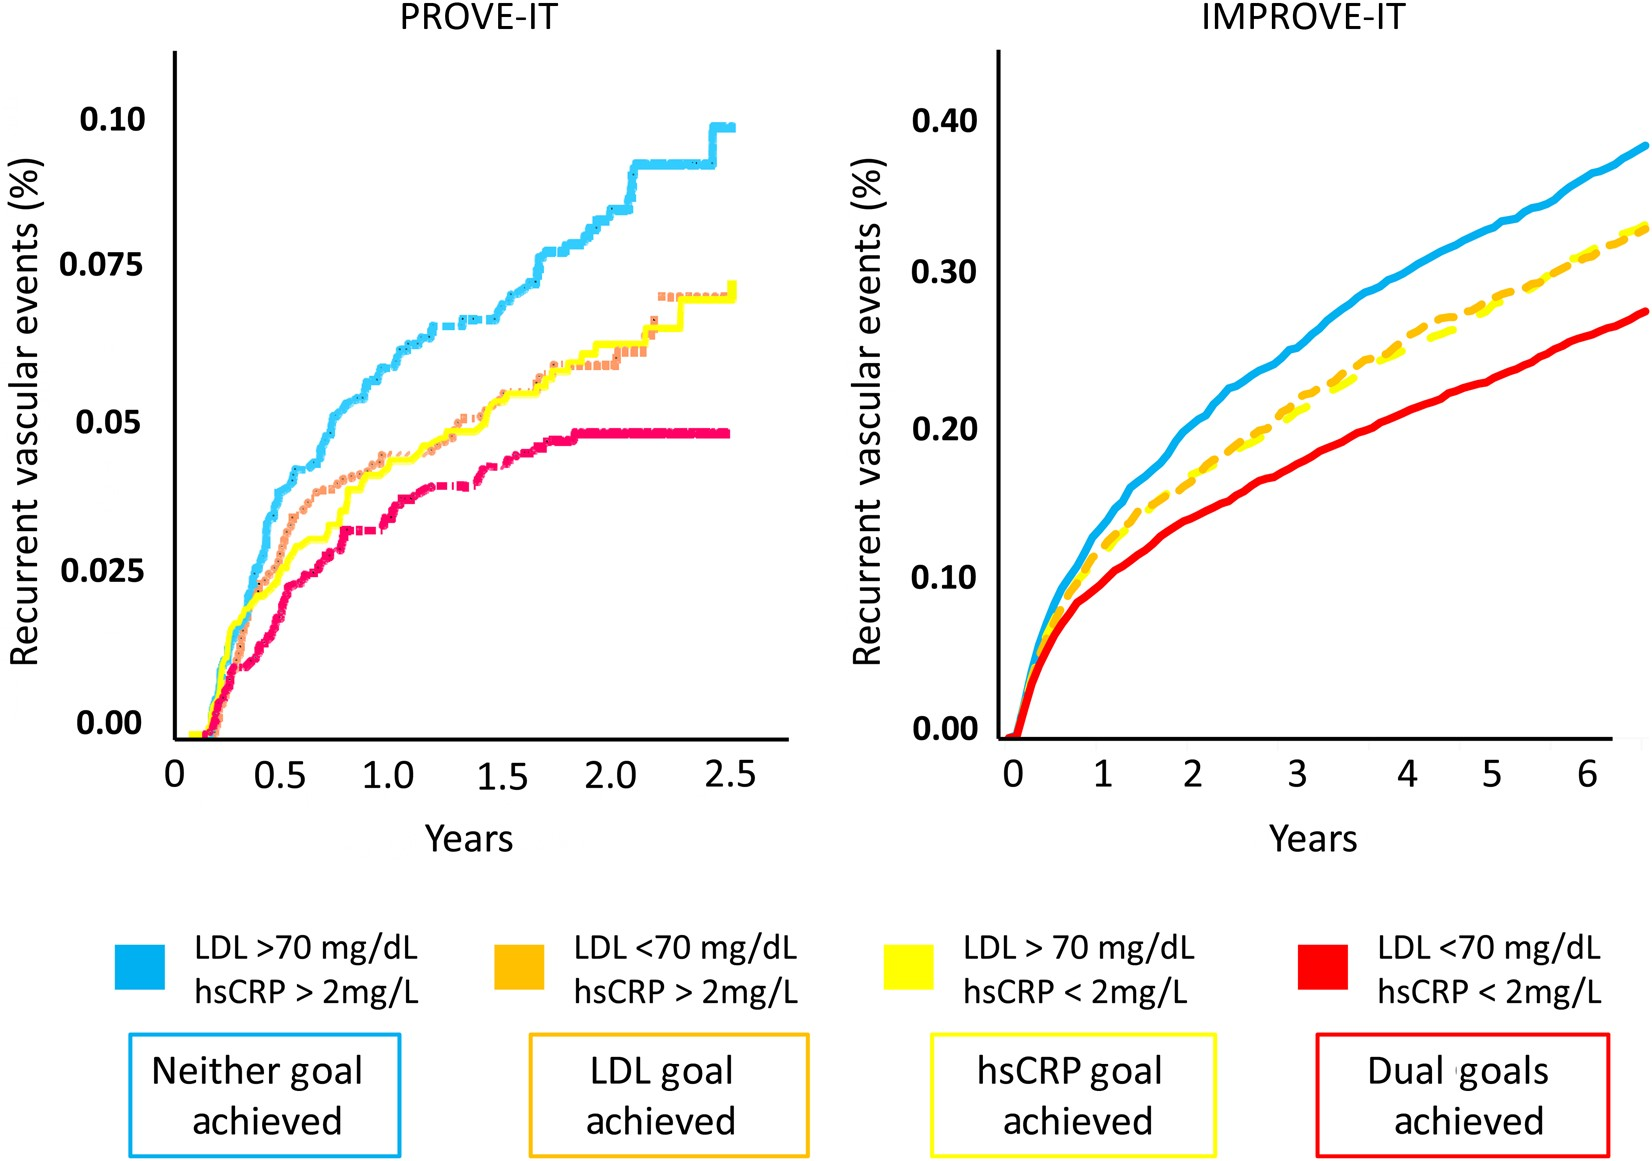 PROVE-IT
Recurrent vascular events (%)
0.10
0.075
0.05
0.025
0.00
0 0.5 1.0 1.5 2.0 2.5
Years
IMPROVE-IT
Recurrent vascular events (%)
0.40
0.30
0.20
0.10
0.00
0 1 2 3 4 5 6
Years
LDL >70 mg/dL
hsCRP > 2mg/L
LDL <70 mg/dL
hsCRP > 2mg/L
LDL > 70 mg/dL
hsCRP < 2mg/L
LDL <70 mg/dL
hsCRP < 2mg/L
Neither goal
achieved
LDL goal
achieved
hsCRP goal
achieved
Dual goals
achieved